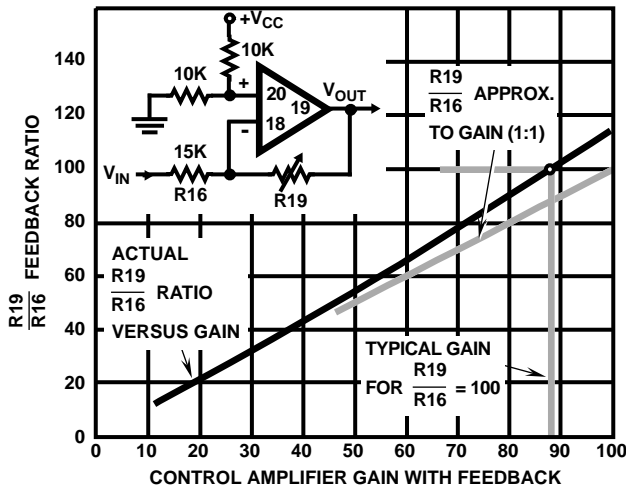 +VCC
10K
10K
+
20
19
18
-
VOUT
VIN
15K
R16
R19
R19
R16
APPROX.
TO GAIN (1:1)
ACTUAL
R19
R16
RATIO
VERSUS GAIN
TYPICAL GAIN
FOR
R19
R16
= 100
R19
R16
FEEDBACK RATIO
140
120
100
80
60
40
20
0
0 10 20 30 40 50 60 70 80 90 100
CONTROL AMPLIFIER GAIN WITH FEEDBACK